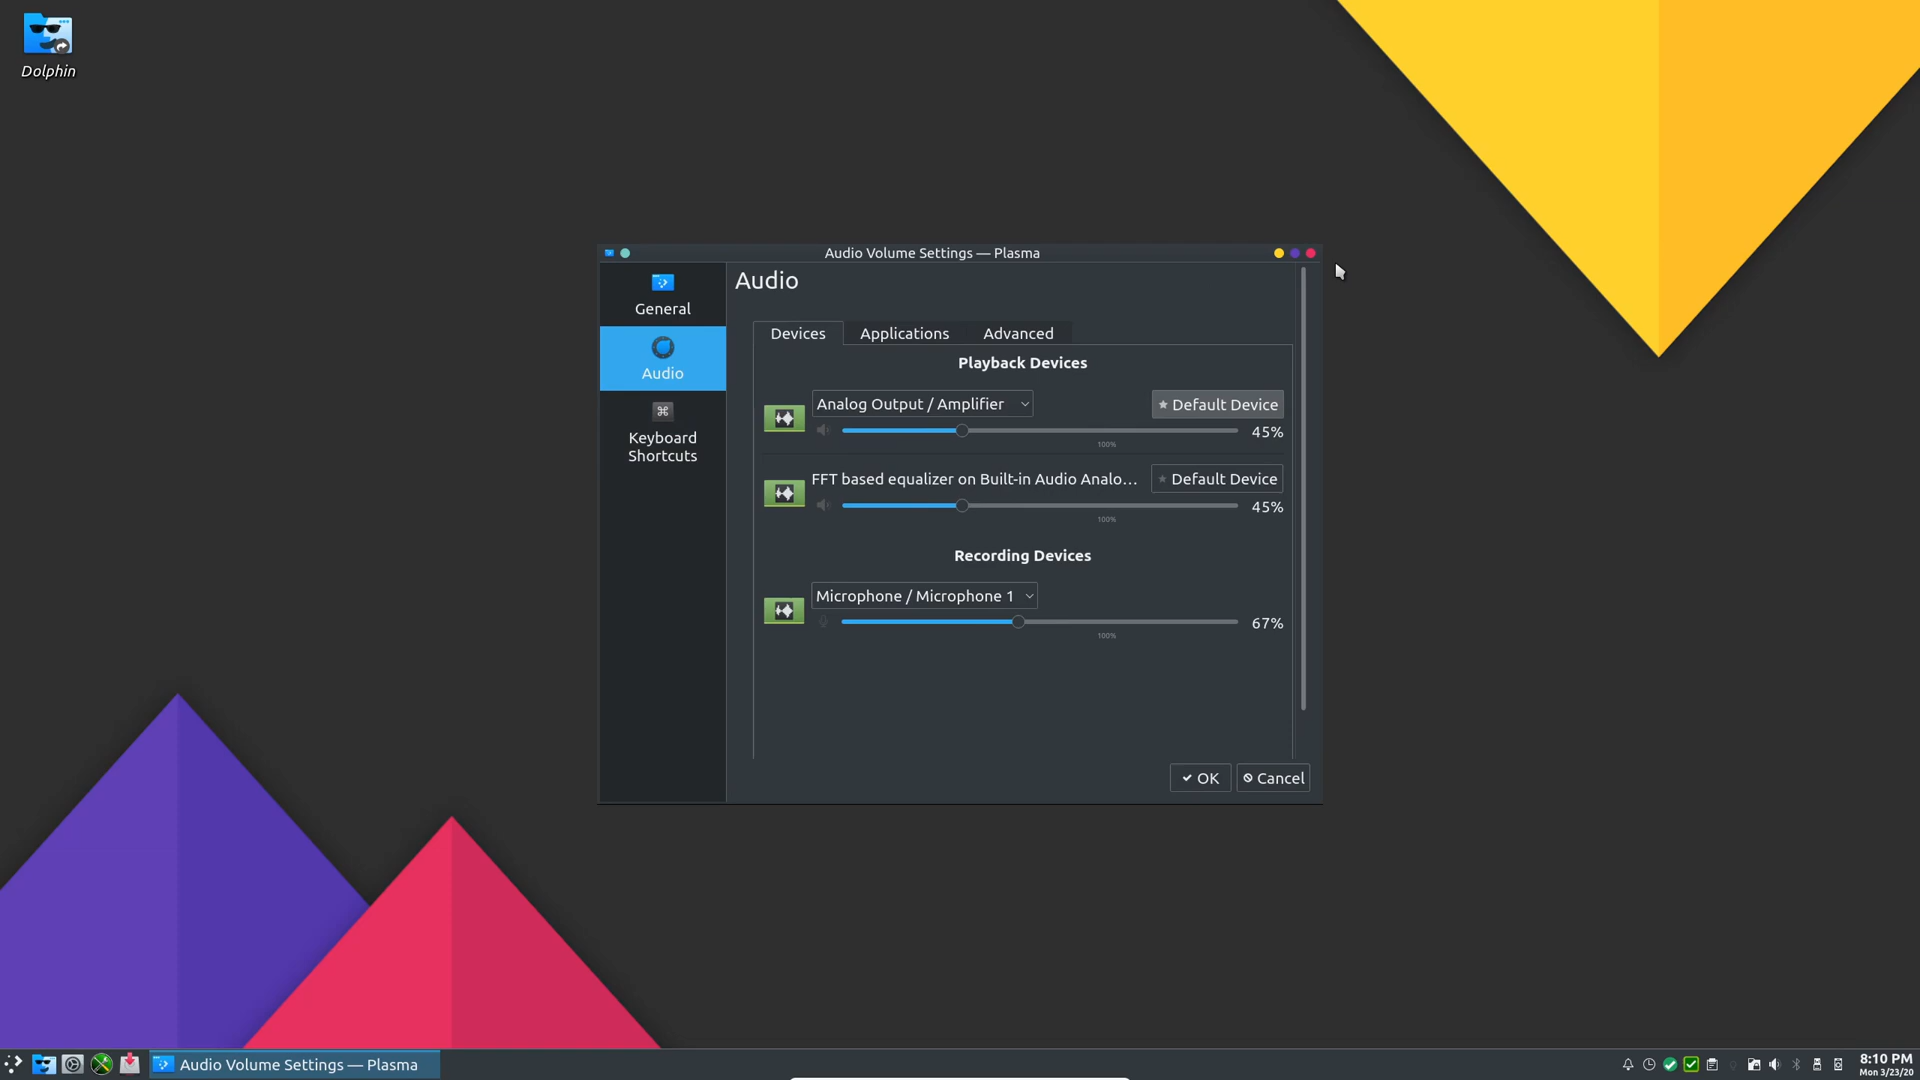 Dolphin
Audio Volume Settings — Plasma
General
Audio
Keyboard
Shortcuts
Audio
Devices
Applications
Advanced
Playback Devices
Analog Output / Amplifier
Default Device
45%
100%
FFT based equalizer on Built-in Audio Analo...
Default Device
45%
100%
Recording Devices
Microphone / Microphone 1
67%
100%
OK
Cancel
Audio Volume Settings — Plasma
8:10 PM
Mon 3/23/20